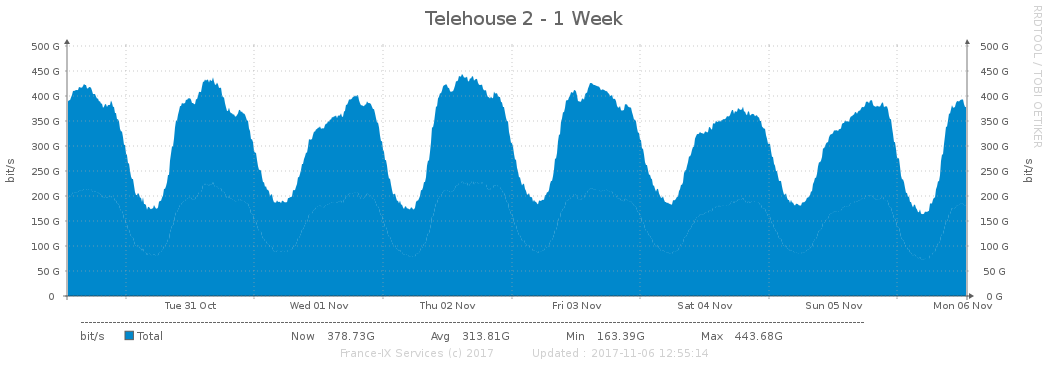 Telehouse 2 - 1 Week
RRDTOOL / TOBI OETIKER
500 G 500 G
450 G 450 G
400 G 400 G
350 G 350 G
300 G 300 G
250 G 250 G
200 G 200 G
150 G 150 G
100 G 100 G
50 G 50 G
0 0 G
bit/s bit/s
Tue 31 Oct Wed 01 Nov Thu 02 Nov Fri 03 Nov Sat 04 Nov Sun 05 Nov Mon 06 Nov
bit/s Total Now 378.73G Avg 313.81G Min 163.39G Max 443.68G
France-IX Services (c) 2017 Updated : 2017-11-06 12:55:14